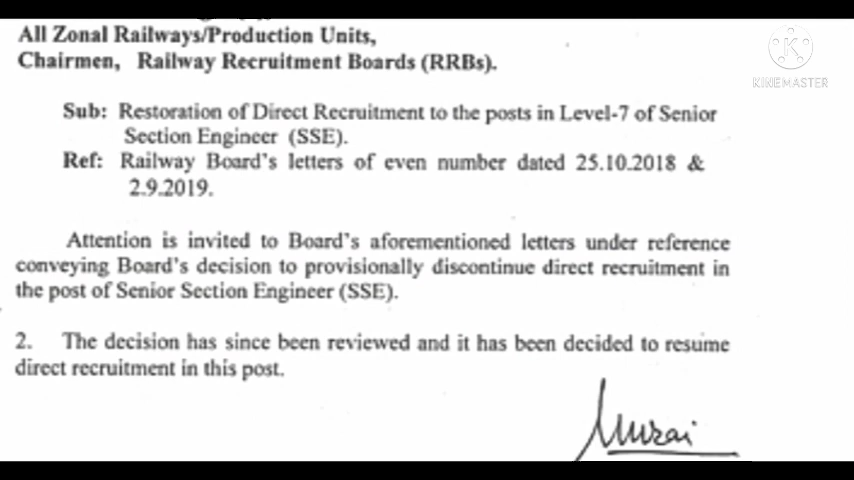 All Zonal Railways/Production Units,
Chairmen, Railway Recruitment Boards (RRBs).
KINEMASTER
Sub: Restoration of Direct Recruitment to the posts in Level-7 of Senior
Section Engineer (SSE).
Ref: Railway Board's letters of even number dated 25.10.2018 &
2.9.2019.
Attention is invited to Board's aforementioned letters under reference
conveying Board's decision to provisionally discontinue direct recruitment in
the post of Senior Section Engineer (SSE).
2. The decision has since been reviewed and it has been decided to resume
direct recruitment in this post.